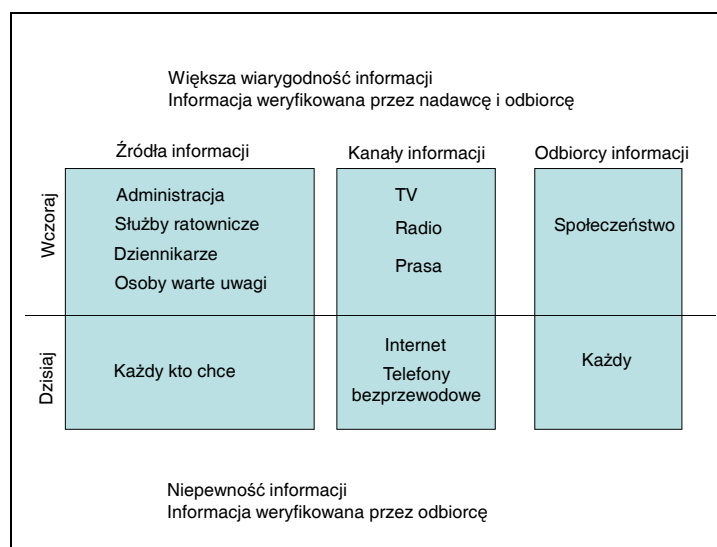 Większa wiarygodność informacji
Informacja weryfikowana przez nadawcę i odbiorcę
Źródła informacji
Kanały informacji
Odbiorcy informacji
Wczoraj
Administracja
Służby ratownicze
Dziennikarze
Osoby warte uwagi
TV
Radio
Prasa
Społeczeństwo
Dzisiaj
Każdy kto chce
Internet
Telefony
bezprzewodowe
Każdy
Niepewność informacji
Informacja weryfikowana przez odbiorcę